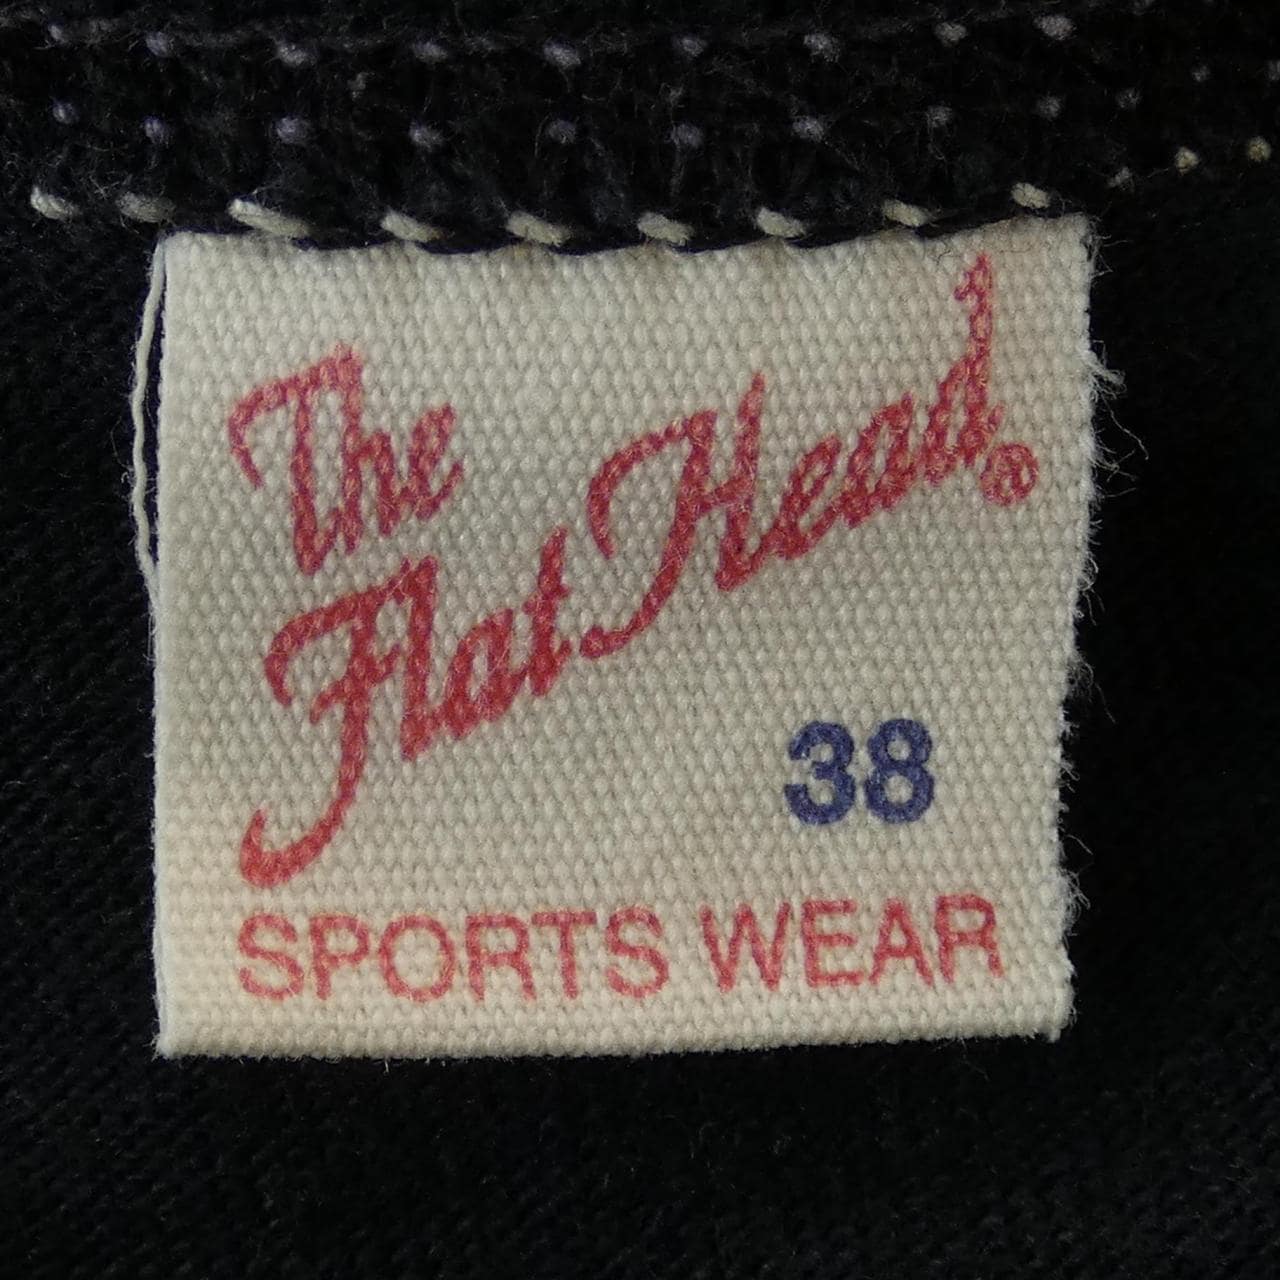 The
Flat Head®
38
SPORTS WEAR